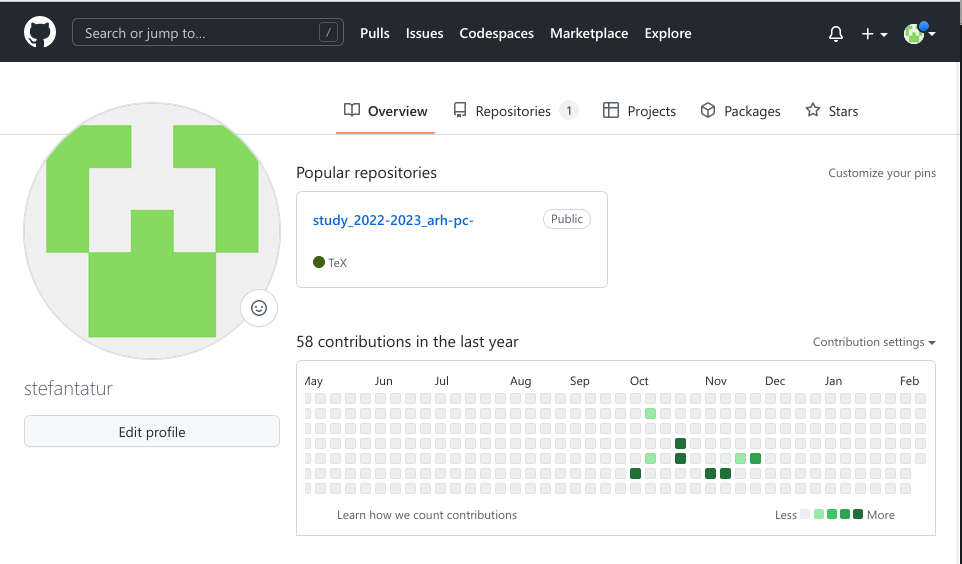 Search or jump to... / Pulls Issues Codespaces Marketplace Explore
Overview Repositories 1 Projects Packages Stars
Popular repositories Customize your pins
study_2022-2023_arh-pc- Public
TeX
58 contributions in the last year Contribution settings
May Jun Jul Aug Sep Oct Nov Dec Jan Feb
Learn how we count contributions Less More
stefantatur
Edit profile